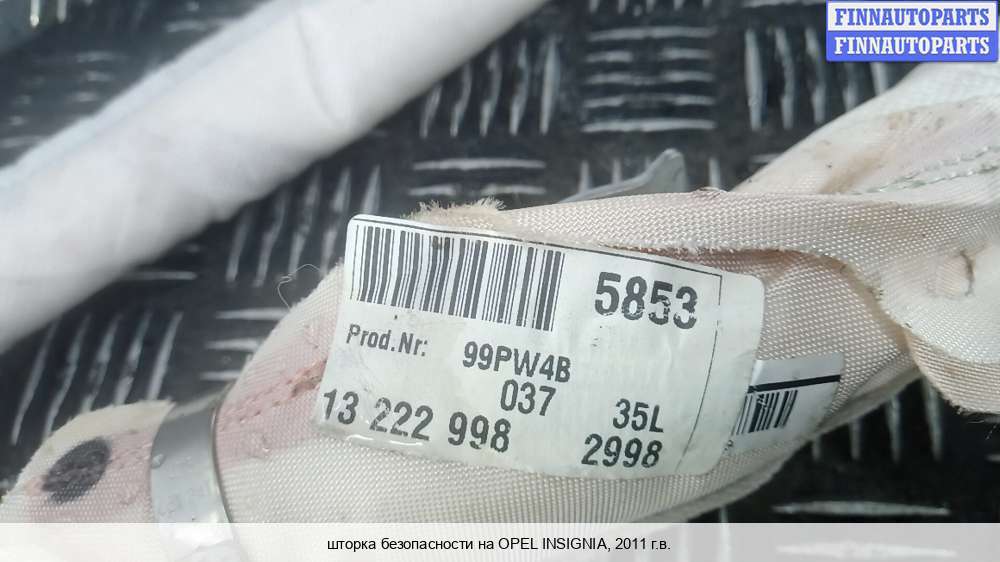 FINNAUTOPARTS
FINNAUTOPARTS
5853
Prod.Nr: 99PW4B
037 35L
13 222 998 2998
шторка безопасности на OPEL INSIGNIA, 2011 г.в.